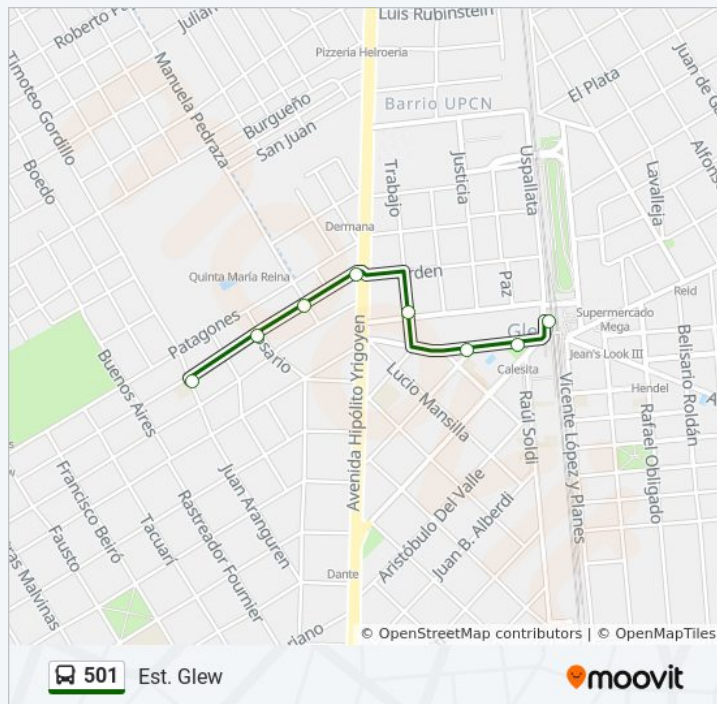 Luis Rubinstein
Roberto Pa
Julian
Pizzeria Helroeria
Juan de G
Timoteo Gordillo
Manuela Pedraza
Burgueño
San Juan
Barrio UPCN
El Plata
Boedo
Trabajo
Justicia
Uspallata
Lavalleja
Alfons
Dermana
Quinta María Reina
rden
Paz
Patagones
sario
Gle
Supermercado
Mega
Reid
Jean's Look III
Calesita
Hendel
Buenos Aires
Avenida Hipólito Yrigoyen
Lucio Mansilla
Raúl Soldi
Vicente López y Planes
Belisario Roldán
Rafael Obligado
A
Francisco Beiró
Fausto
Tacuarí
Rastreador Fournier
Juan Aranguren
Aristóbulo Del Valle
Juan B. Alberdi
Dante
ras Malvinas
riano
© OpenStreetMap contributors | © OpenMapTiles
501 Est. Glew
moovit